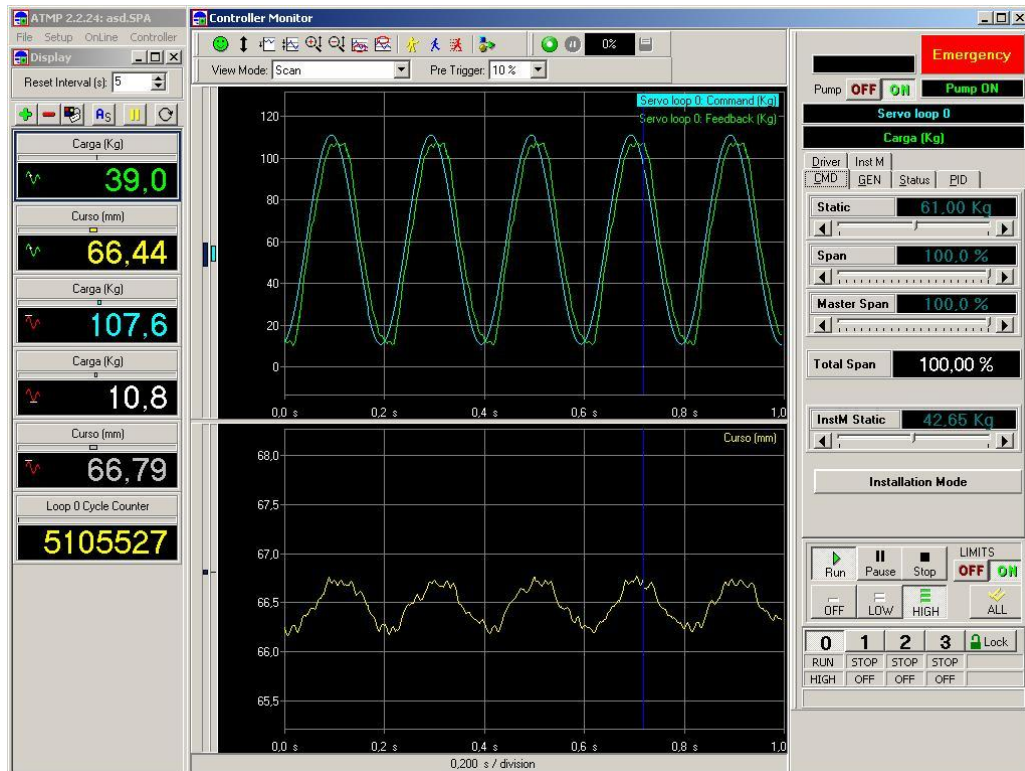 ATMP 2.2.24: asd.SPA
File Setup OnLine Controller
Display
Reset Interval (s): 5
As
Carga (Kg)
39,0
Curso (mm)
66,44
Carga (Kg)
107,6
Carga (Kg)
10,8
Curso (mm)
66,79
Loop 0 Cycle Counter
5105527
Controller Monitor
0%
View Mode: Scan Pre Trigger: 10 %
Servo loop 0: Command (Kg)
Servo loop 0: Feedback (Kg)
120
100
80
60
40
20
0
0,0 s 0,2 s 0,4 s 0,6 s 0,8 s 1,0
Curso (mm)
68,0
67,5
67,0
66,5
66,0
65,5
0,0 s 0,2 s 0,4 s 0,6 s 0,8 s 1,0
0,200 s / division
Emergency
Pump OFF ON Pump ON
Servo loop 0
Carga (Kg)
Driver Inst M
CMD GEN Status PID
Static 61,00 Kg
Span 100,0 %
Master Span 100,0 %
Total Span 100,00 %
InstM Static 42,65 Kg
Installation Mode
Run Pause Stop
LIMITS
OFF ON
OFF LOW HIGH ALL
0 1 2 3 Lock
RUN STOP STOP STOP
HIGH OFF OFF OFF